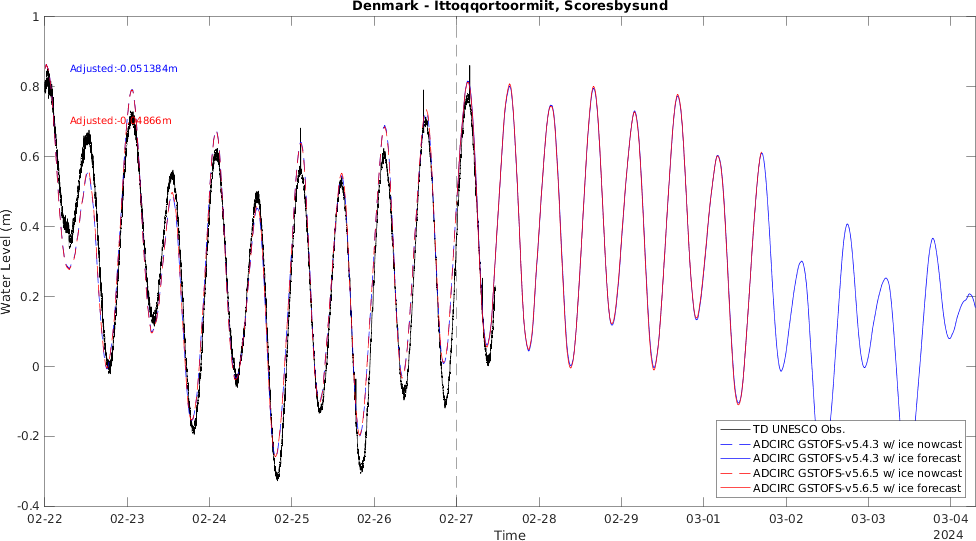 Denmark - Ittoqqortoormiit, Scoresbysund
Adjusted:-0.051384m
Water Level (m)
1
0.8
0.6
0.4
0.2
0
-0.2
-0.4
02-22
02-23
02-24
02-25
02-26
02-27
02-28
02-29
03-01
03-02
03-03
03-04
Time
2024
TD UNESCO Obs.
ADCIRC GSTOFS-v5.4.3 w/ ice nowcast
ADCIRC GSTOFS-v5.4.3 w/ ice forecast
ADCIRC GSTOFS-v5.6.5 w/ ice nowcast
ADCIRC GSTOFS-v5.6.5 w/ ice forecast